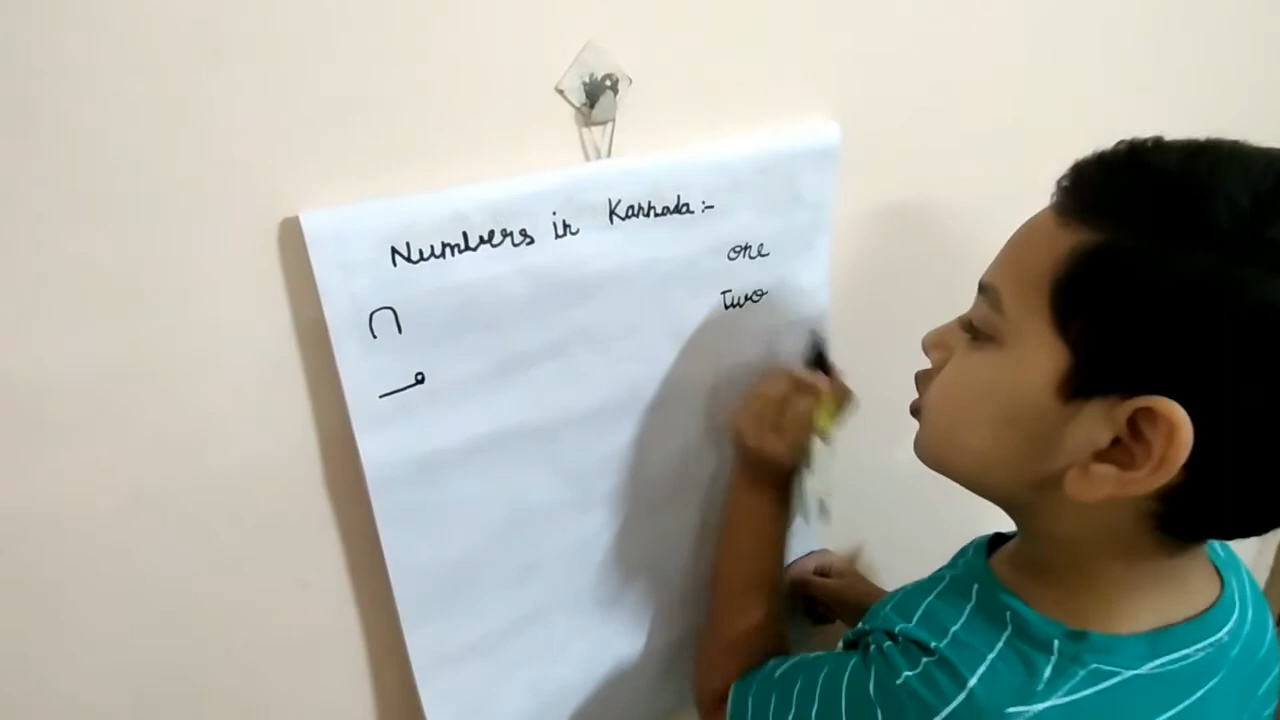 Numbers in Kannada :-
one
೧
Two
೨